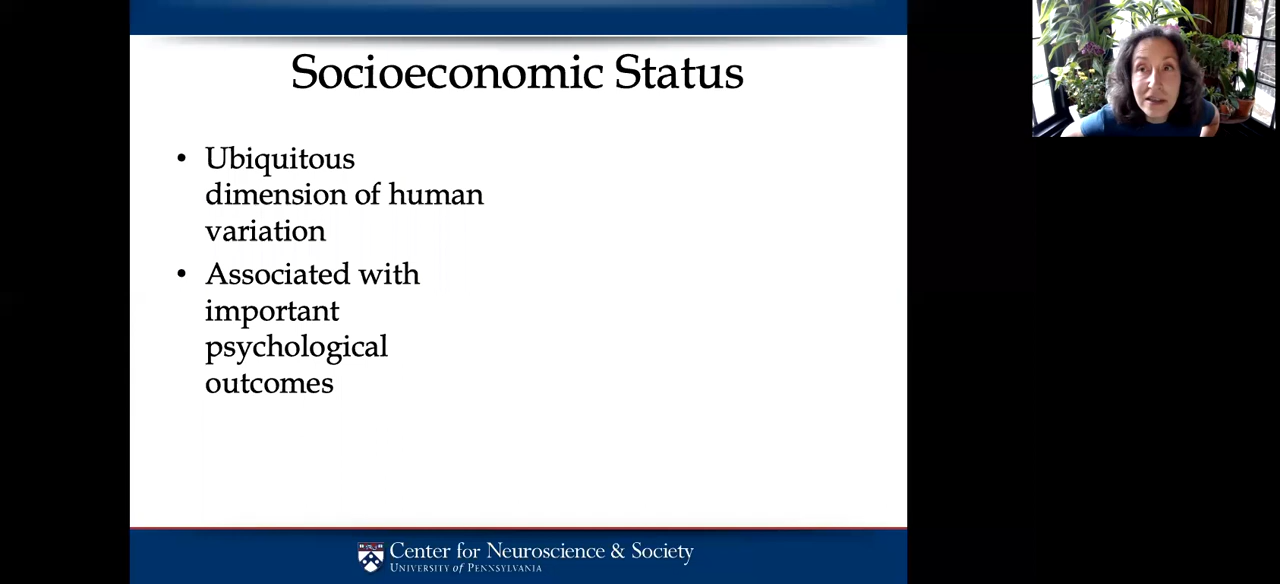 Socioeconomic Status
• Ubiquitous
dimension of human
variation
• Associated with
important
psychological
outcomes
Center for Neuroscience & Society
UNIVERSITY of PENNSYLVANIA